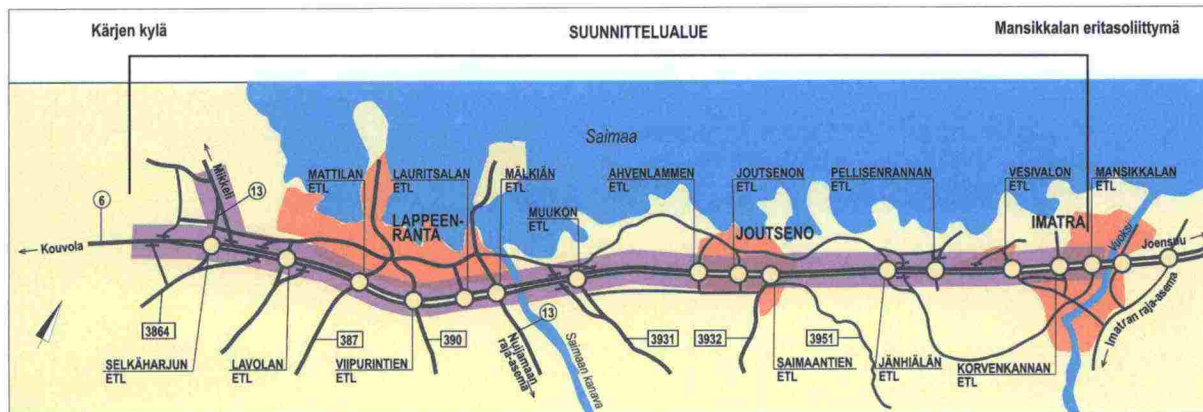 Kärjen kylä
SUUNNITTELUALUE
Mansikkalan eritasoliittymä
Saimaa
Mikkeli
13
MATTILAN
ETL
LAURITSALAN
ETL
MÄLKIÄN
ETL
AHVENLAMMEN
ETL
JOUTSENON
ETL
PELLISENRANNAN
ETL
VESIVALON
ETL
MANSIKKALAN
ETL
6
LAPPEEN-
RANTA
MUUKON
ETL
JOUTSENO
IMATRA
Vuoksi
Kouvola
Joensuu
3864
387
390
13
3931
3932
3951
SELKÄHARJUN
ETL
LAVOLAN
ETL
VIIPURINTIEN
ETL
Nuijamaan
raja-asema
Saimaan
kanava
SAIMAANTIEN
ETL
JÄNHIÄLÄN
ETL
KORVENKANNAN
ETL
Imatran raja-asema